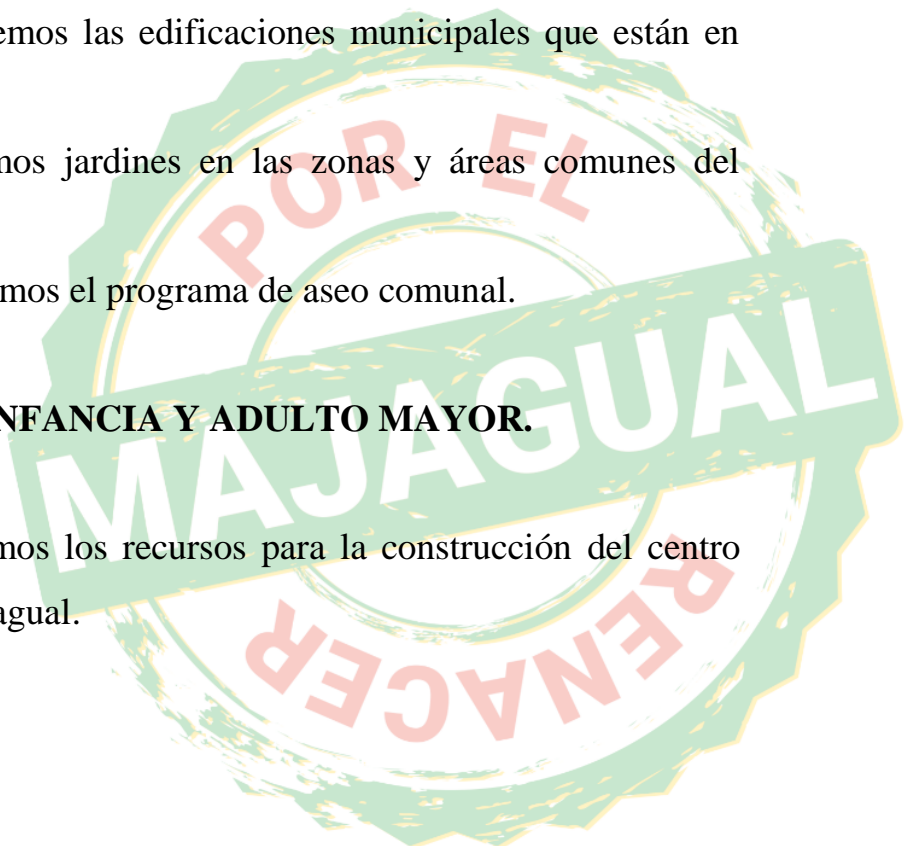 emos las edificaciones municipales que están en
mos jardines en las zonas y áreas comunes del
mos el programa de aseo comunal.
NFANCIA Y ADULTO MAYOR.
mos los recursos para la construcción del centro
agual.
POR EL
MAJAGUAL
RENACER